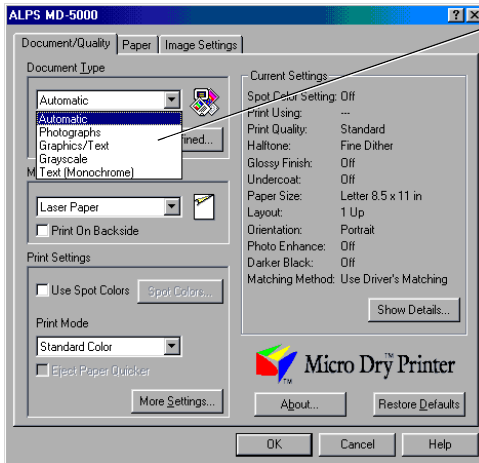 ALPS MD-5000
Document/Quality Paper Image Settings
Document Type
Automatic
Automatic
Photographs
Graphics/Text
Grayscale
Text (Monochrome)
ined...
M
Laser Paper
Print On Backside
Print Settings
Use Spot Colors Spot Colors...
Print Mode
Standard Color
Eject Paper Quicker
More Settings...
Current Settings
Spot Color Setting: Off
Print Using: ---
Print Quality: Standard
Halftone: Fine Dither
Glossy Finish: Off
Undercoat: Off
Paper Size: Letter 8.5 x 11 in
Layout: 1 Up
Orientation: Portrait
Photo Enhance: Off
Darker Black: Off
Matching Method: Use Driver's Matching
Show Details...
TM
Micro Dry™ Printer
About... Restore Defaults
OK Cancel Help